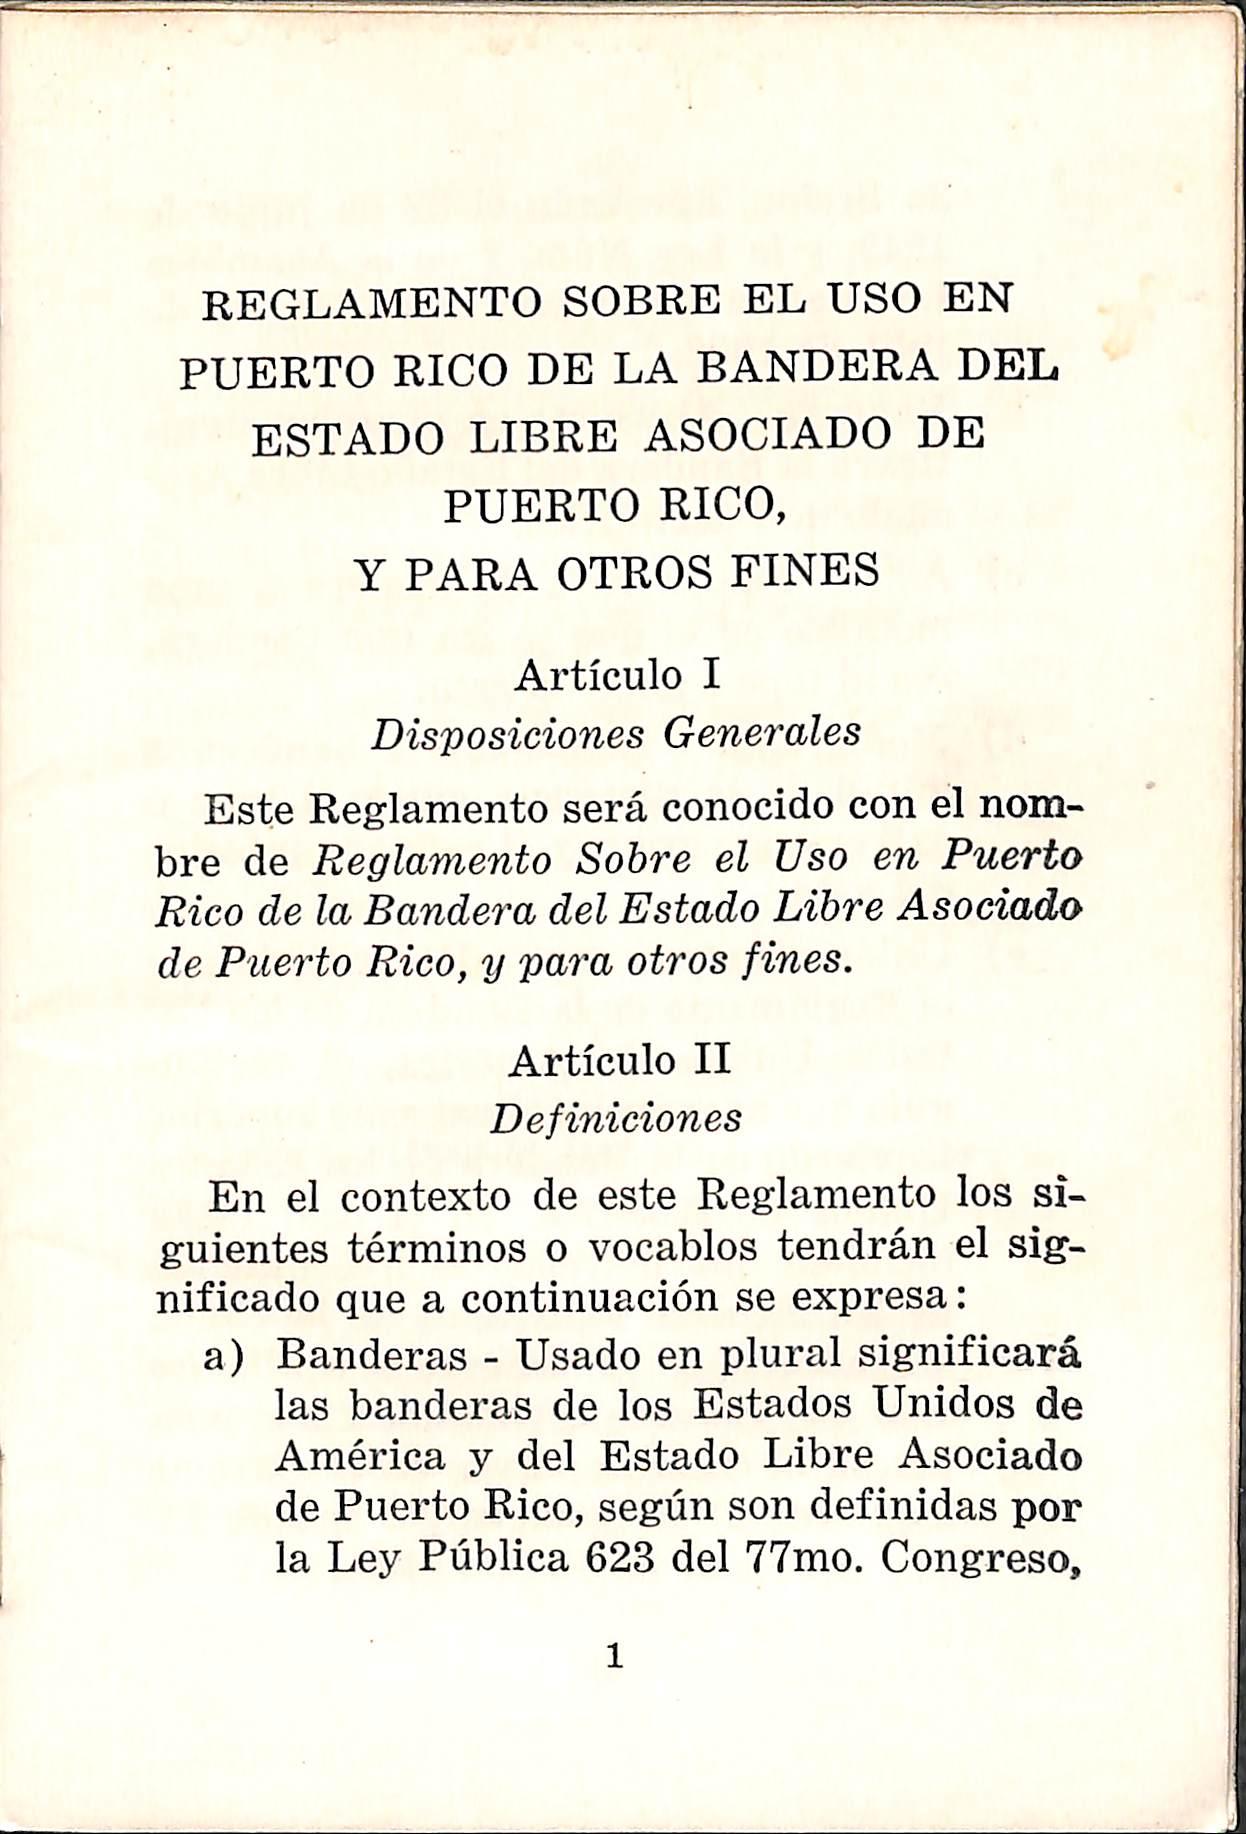 REGLAMENTO SOBRE EL USO EN
PUERTO RICO DE LA BANDERA DEL
ESTADO LIBRE ASOCIADO DE
PUERTO RICO,
Y PARA OTROS FINES
Artículo I
Disposiciones Generales
Este Reglamento será conocido con el nom-
bre de Reglamento Sobre el Uso en Puerto
Rico de la Bandera del Estado Libre Asociado
de Puerto Rico, y para otros fines.
Artículo II
Definiciones
En el contexto de este Reglamento los si-
guientes términos o vocablos tendrán el sig-
nificado que a continuación se expresa:
a) Banderas - Usado en plural significará
las banderas de los Estados Unidos de
América y del Estado Libre Asociado
de Puerto Rico, según son definidas por
la Ley Pública 623 del 77mo. Congreso,
1